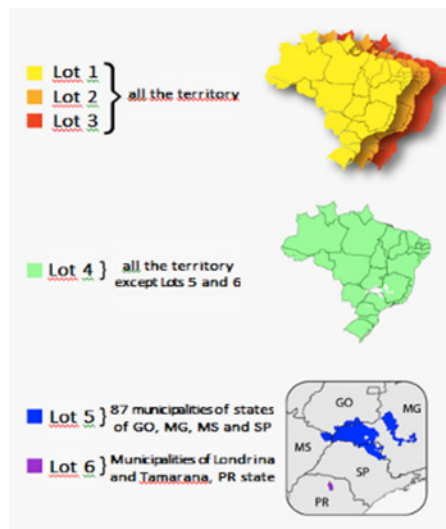 Lot 1
Lot 2
Lot 3
all the territory
Lot 4
all the territory
except Lots 5 and 6
Lot 5
87 municipalities of states
of GO, MG, MS and SP
Lot 6
Municipalities of Londrina
and Tamarana, PR state
GO
MG
MS
SP
PR